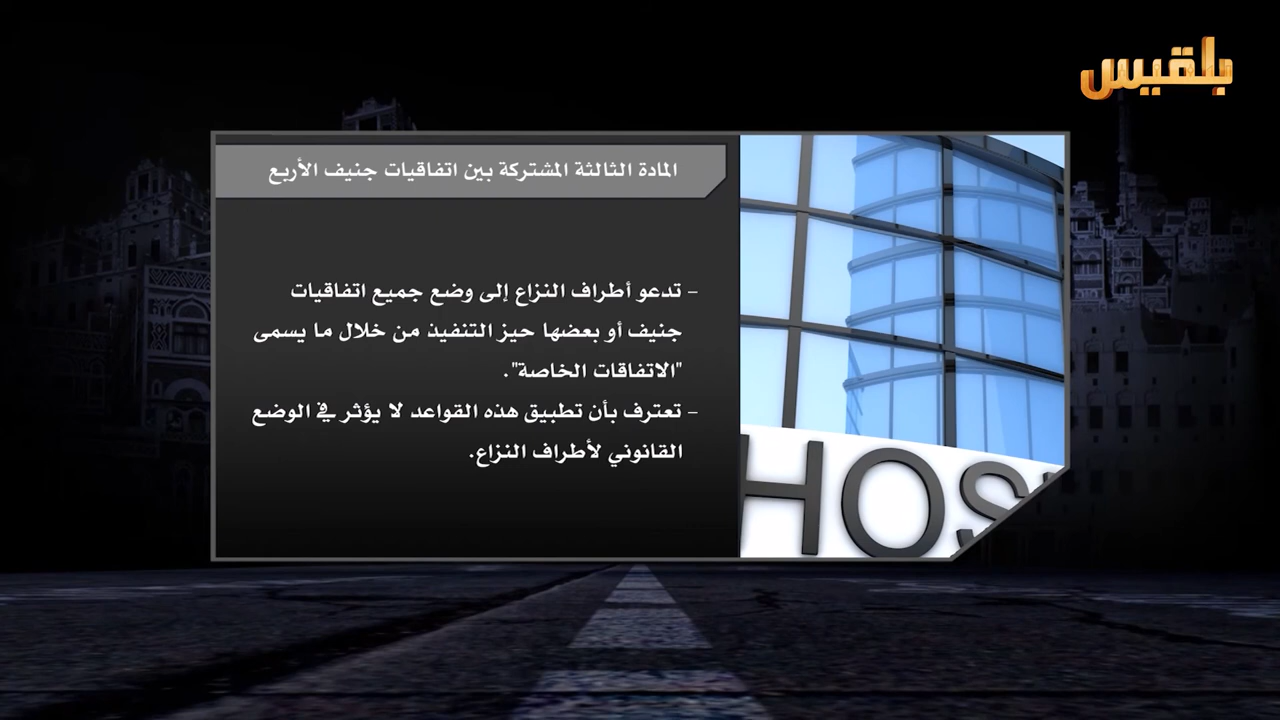 بلقيس
المادة الثالثة المشتركة بين اتفاقيات جنيف الأربع
- تدعو أطراف النزاع إلى وضع جميع اتفاقيات
جنيف أو بعضها حيز التنفيذ من خلال ما يسمى
"الاتفاقات الخاصة".
- تعترف بأن تطبيق هذه القواعد لا يؤثر في الوضع
القانوني لأطراف النزاع.
HOS